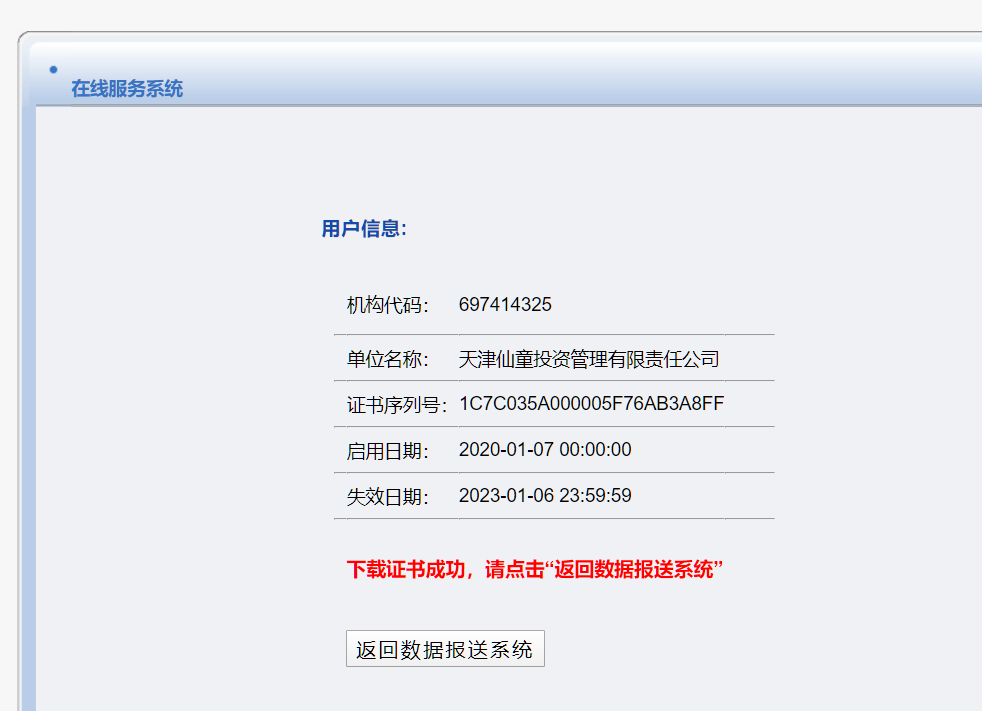 在线服务系统
用户信息:
机构代码： 697414325
单位名称： 天津仙童投资管理有限责任公司
证书序列号： 1C7C035A000005F76AB3A8FF
启用日期： 2020-01-07 00:00:00
失效日期： 2023-01-06 23:59:59
下载证书成功，请点击“返回数据报送系统”
返回数据报送系统